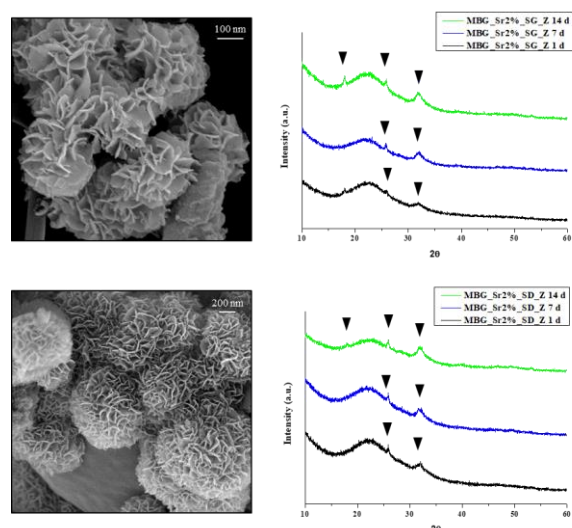 100 nm
MBG_Sr2%_SG_Z 14 d
MBG_Sr2%_SG_Z 7 d
MBG_Sr2%_SG_Z 1 d
Intensity (a.u.)
10 20 30 40 50 60
2θ
200 nm
MBG_Sr2%_SD_Z 14 d
MBG_Sr2%_SD_Z 7 d
MBG_Sr2%_SD_Z 1 d
Intensity (a.u.)
10 20 30 40 50 60
2θ